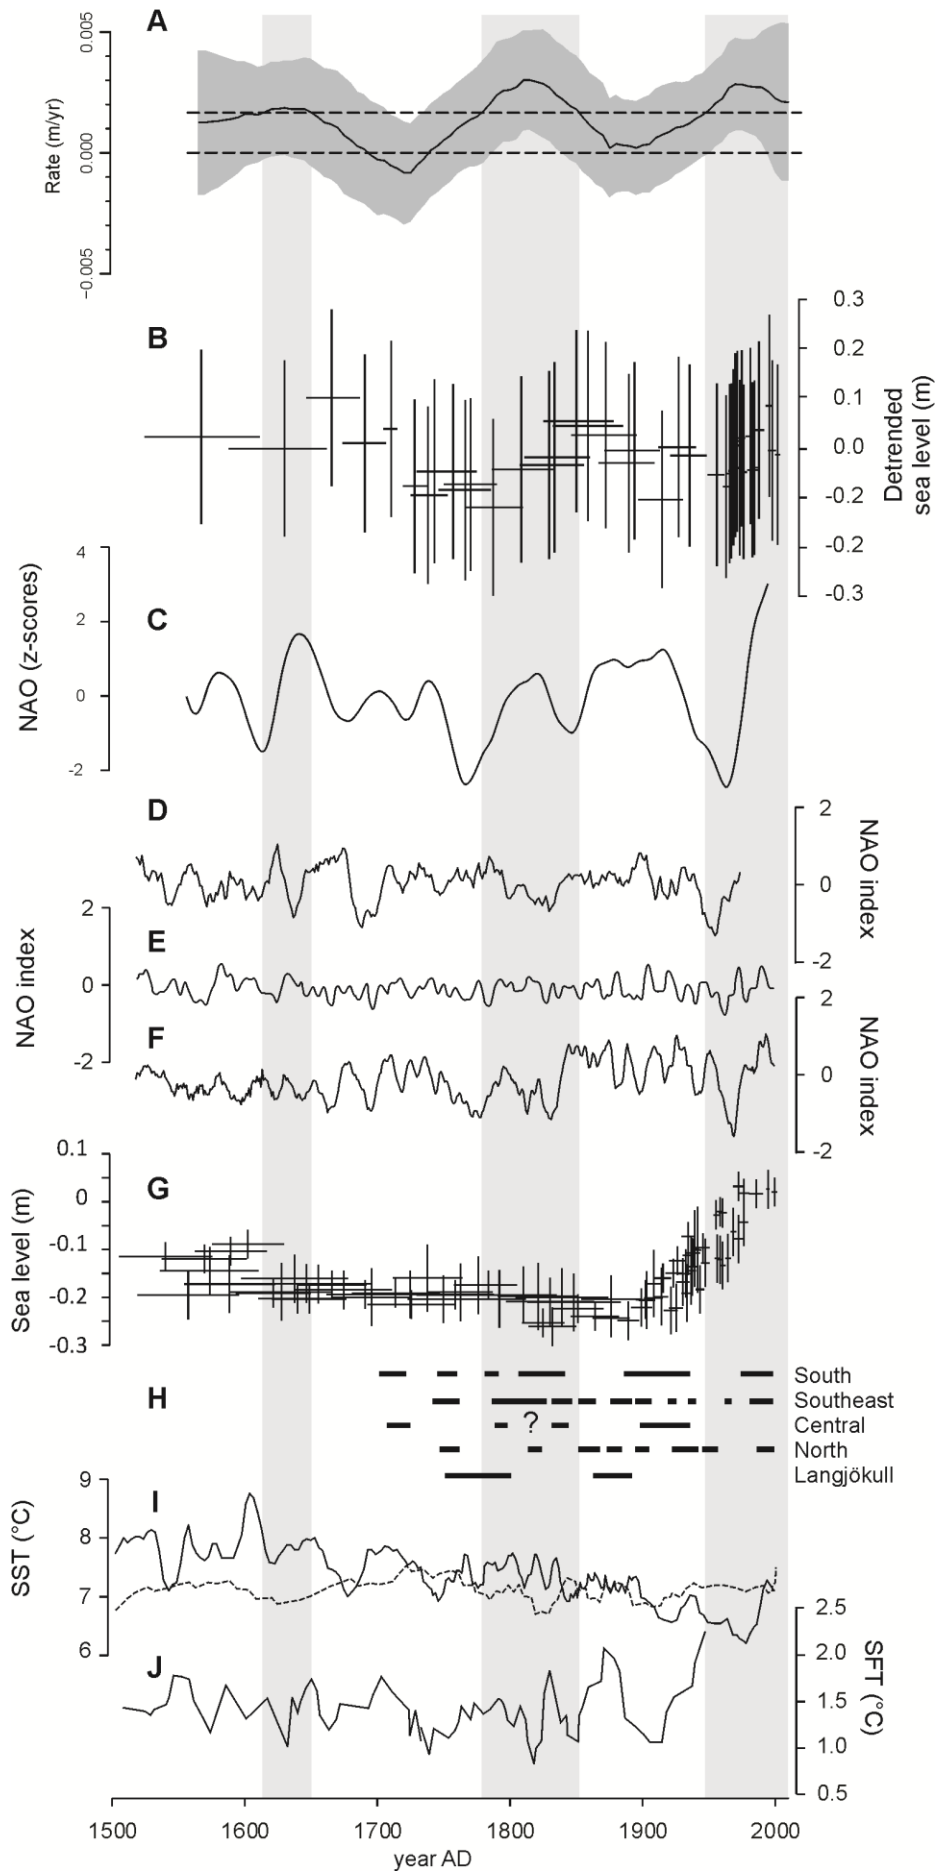 A
0.005
0.000
−0.005
Rate (m/yr)
B
0.3
0.2
0.1
0.0
-0.2
-0.2
-0.3
Detrended
sea level (m)
4
2
0
-2
NAO (z-scores)
C
D
2
0
-2
NAO index
2
0
-2
NAO index
E
F
2
0
-2
NAO index
0.1
0
-0.1
-0.2
-0.3
Sea level (m)
G
H
?
South
Southeast
Central
North
Langjökull
9
8
7
6
SST (°C)
I
J
2.5
2.0
1.5
1.0
0.5
SFT (°C)
1500 1600 1700 1800 1900 2000
year AD